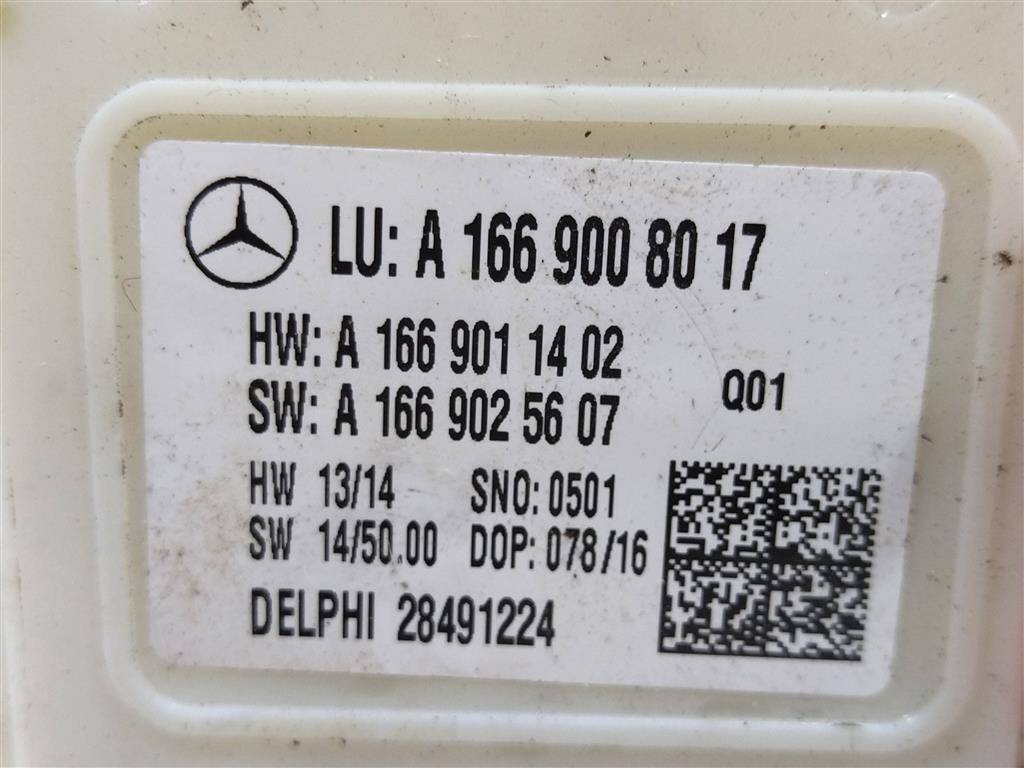 LU: A 166 900 80 17
HW: A 166 901 14 02
SW: A 166 902 56 07
Q01
HW 13/14 SNO: 0501
SW 14/50.00 DOP: 078/16
DELPHI 28491224